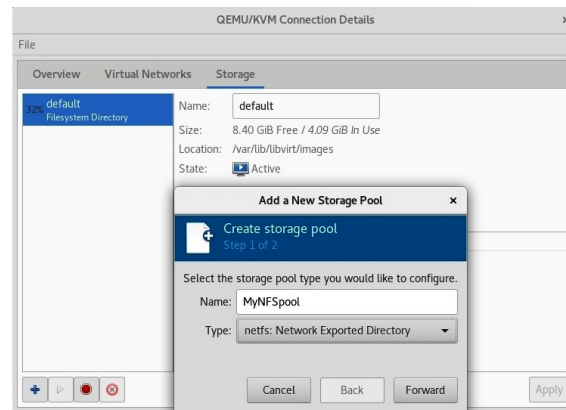 QEMU/KVM Connection Details
File
Overview Virtual Networks Storage
32% default
Filesystem Directory
Name: default
Size: 8.40 GiB Free / 4.09 GiB In Use
Location: /var/lib/libvirt/images
State: Active
Add a New Storage Pool
Create storage pool
Step 1 of 2
Select the storage pool type you would like to configure.
Name: MyNFSpool
Type: netfs: Network Exported Directory
Cancel Back Forward
Apply